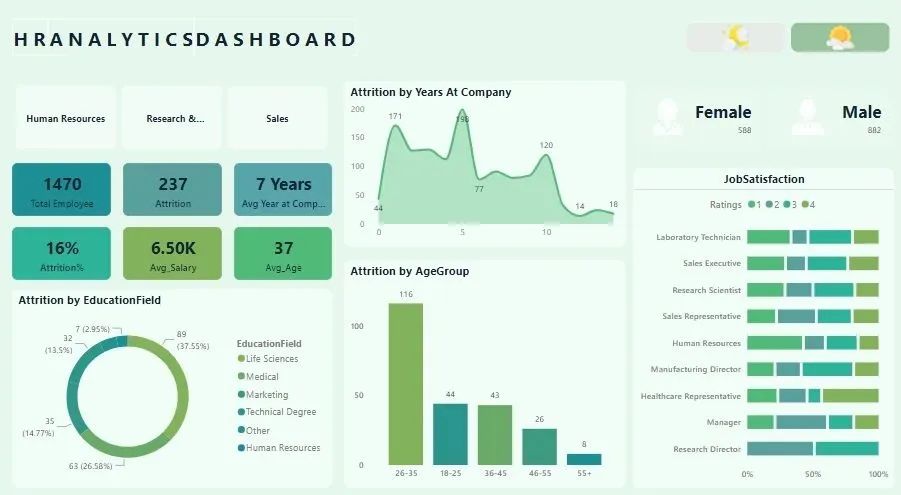 HRANALYTICSDASHBOARD
Human Resources
Research &...
Sales
1470
Total Employee
237
Attrition
7 Years
Avg Year at Comp...
16%
Attrition%
6.50K
Avg_Salary
37
Avg_Age
Attrition by EducationField
7 (2.95%)
32
(13.5%)
89
(37.55%)
35
(14.77%)
63 (26.58%)
EducationField
Life Sciences
Medical
Marketing
Technical Degree
Other
Human Resources
Attrition by Years At Company
200
150
100
50
0
44
171
198
77
120
14
18
0
5
10
Attrition by AgeGroup
100
50
0
116
44
43
26
8
26-35
18-25
36-45
46-55
55+
Female
588
Male
882
JobSatisfaction
Ratings 1 2 3 4
Laboratory Technician
Sales Executive
Research Scientist
Sales Representative
Human Resources
Manufacturing Director
Healthcare Representative
Manager
Research Director
0%
50%
100%